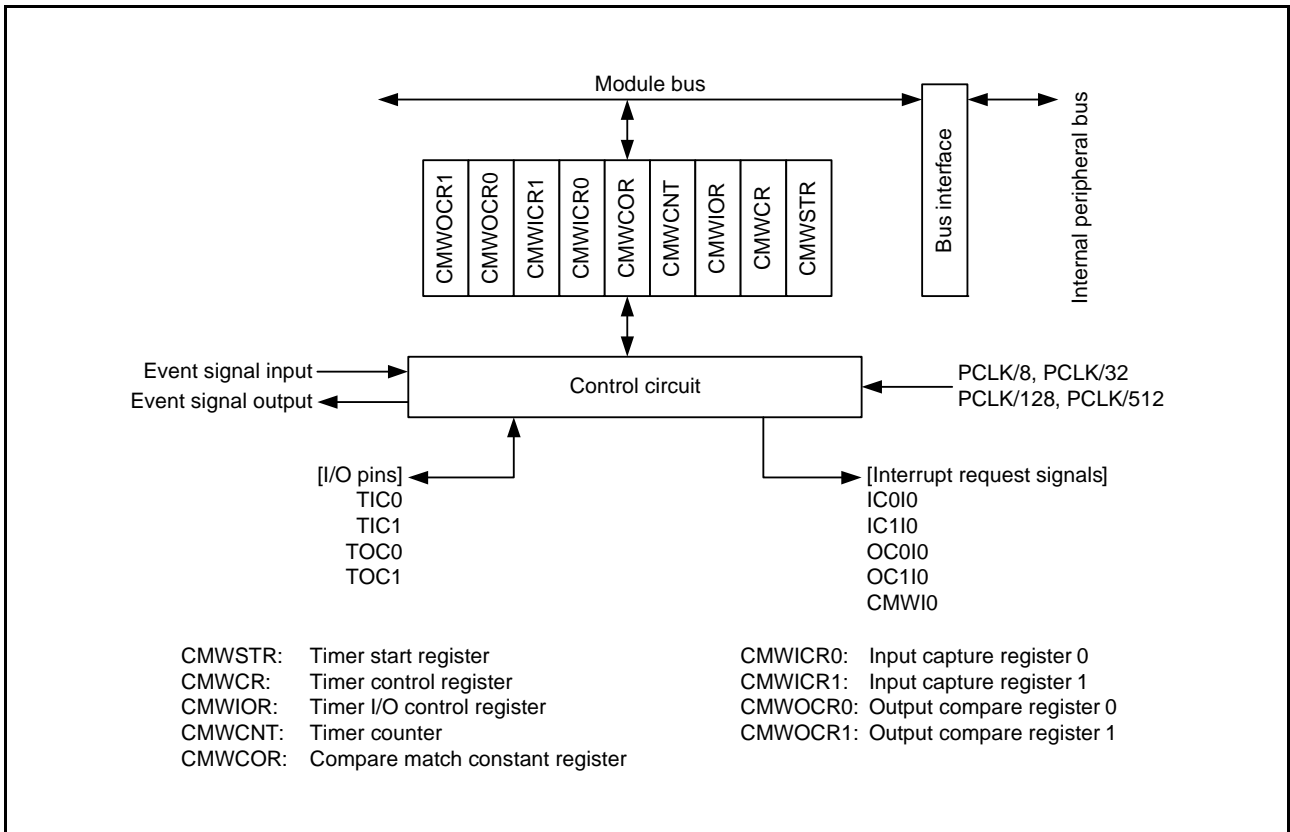 Module bus
Bus interface
Internal peripheral bus
CMWOCR1
CMWOCR0
CMWICR1
CMWICR0
CMWCOR
CMWCNT
CMWIOR
CMWCR
CMWSTR
Event signal input
Event signal output
Control circuit
PCLK/8, PCLK/32
PCLK/128, PCLK/512
[I/O pins]
TIC0
TIC1
TOC0
TOC1
[Interrupt request signals]
IC0I0
IC1I0
OC0I0
OC1I0
CMWI0
CMWSTR: Timer start register
CMWCR: Timer control register
CMWIOR: Timer I/O control register
CMWCNT: Timer counter
CMWCOR: Compare match constant register
CMWICR0: Input capture register 0
CMWICR1: Input capture register 1
CMWOCR0: Output compare register 0
CMWOCR1: Output compare register 1